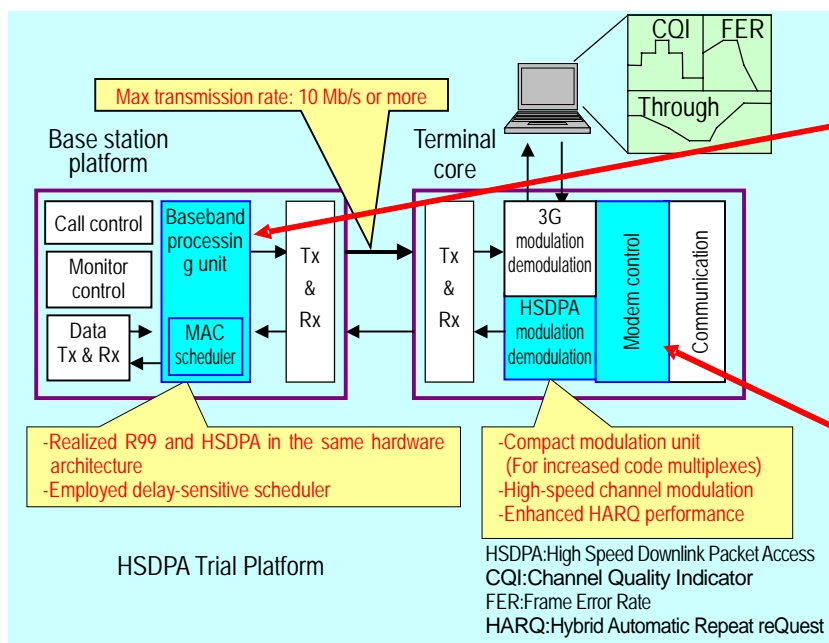 CQI
FER
Through
Max transmission rate: 10 Mb/s or more
Base station
platform
Terminal
core
Call control
Monitor
control
Data
Tx & Rx
Baseband
processin
g unit
MAC
scheduler
Tx
&
Rx
Tx
&
Rx
3G
modulation
demodulation
HSDPA
modulation
demodulation
Modem control
Communication
-Realized R99 and HSDPA in the same hardware
architecture
-Employed delay-sensitive scheduler
-Compact modulation unit
(For increased code multiplexes)
-High-speed channel modulation
-Enhanced HARQ performance
HSDPA Trial Platform
HSDPA:High Speed Downlink Packet Access
CQI:Channel Quality Indicator
FER:Frame Error Rate
HARQ:Hybrid Automatic Repeat reQuest